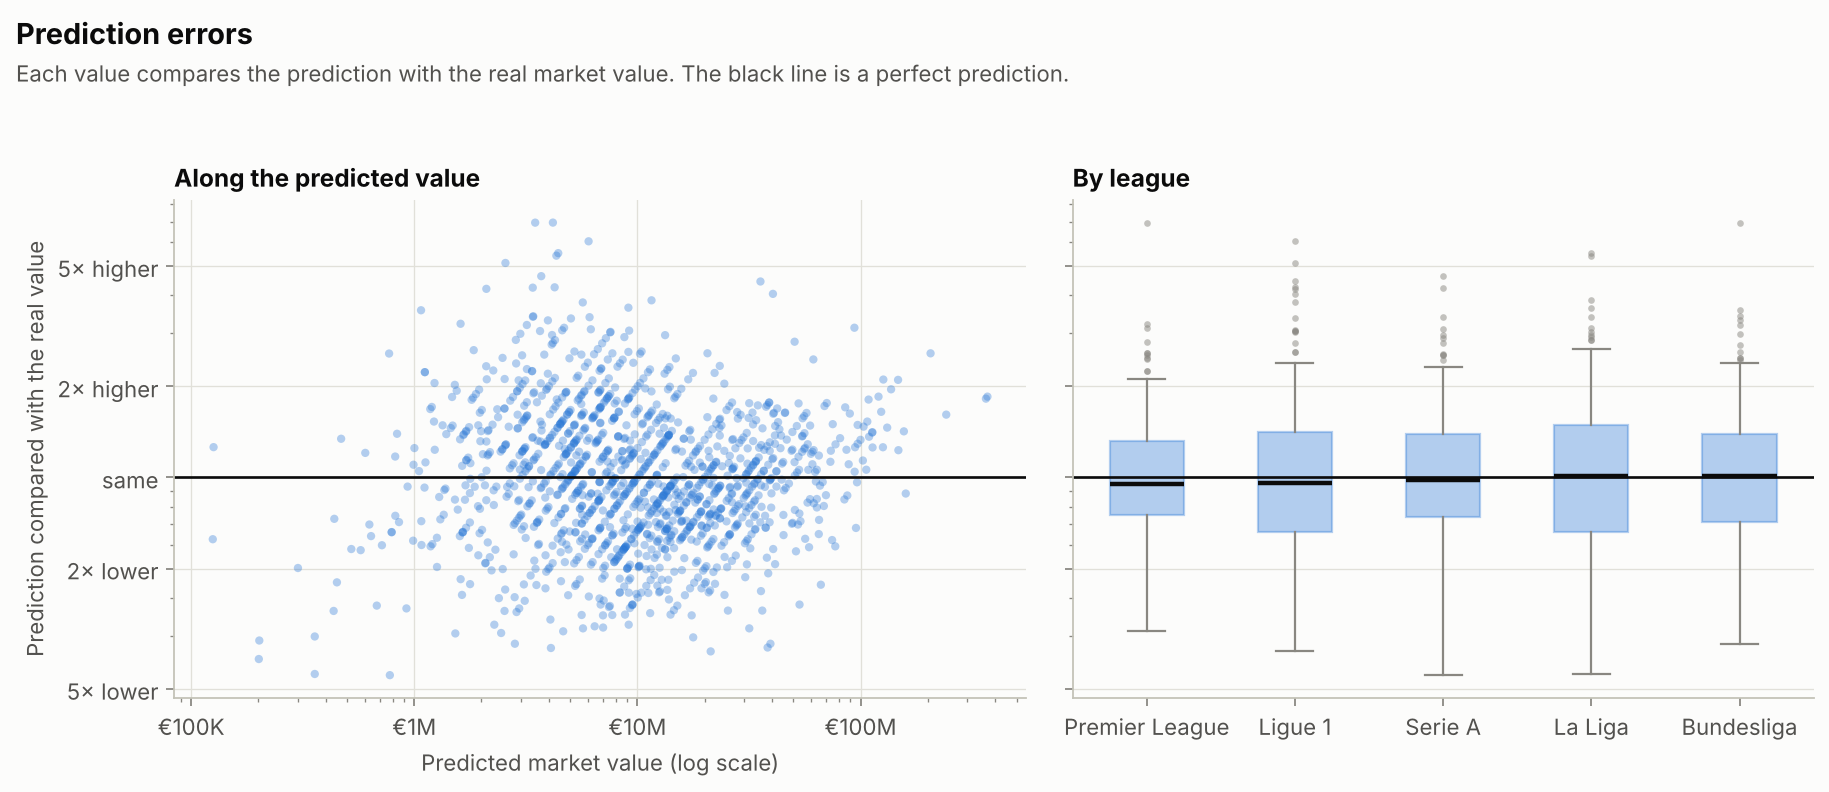 Prediction errors
Each value compares the prediction with the real market value. The black line is a perfect prediction.
Along the predicted value
Prediction compared with the real value
5× higher
2× higher
same
2× lower
5× lower
€100K €1M €10M €100M
Predicted market value (log scale)
By league
Premier League Ligue 1 Serie A La Liga Bundesliga